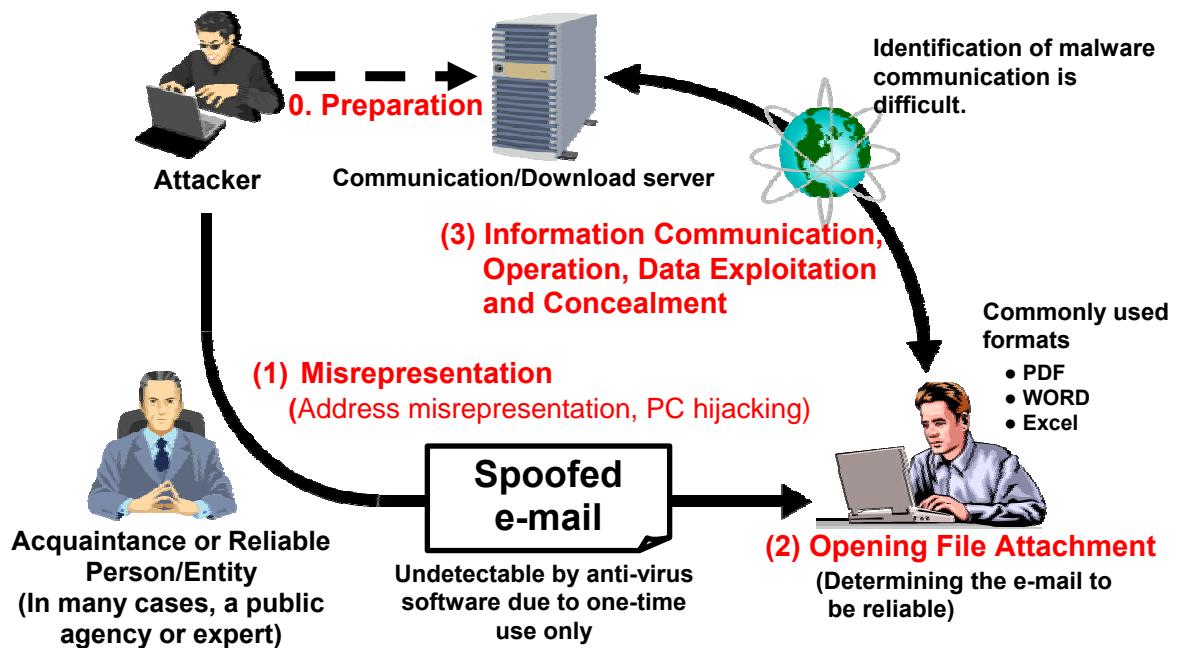 Identification of malware
communication is
difficult.
0. Preparation
Attacker
Communication/Download server
(3) Information Communication,
Operation, Data Exploitation
and Concealment
Commonly used
formats
● PDF
● WORD
● Excel
(1) Misrepresentation
(Address misrepresentation, PC hijacking)
Spoofed
e-mail
Acquaintance or Reliable
Person/Entity
(In many cases, a public
agency or expert)
Undetectable by anti-virus
software due to one-time
use only
(2) Opening File Attachment
(Determining the e-mail to
be reliable)